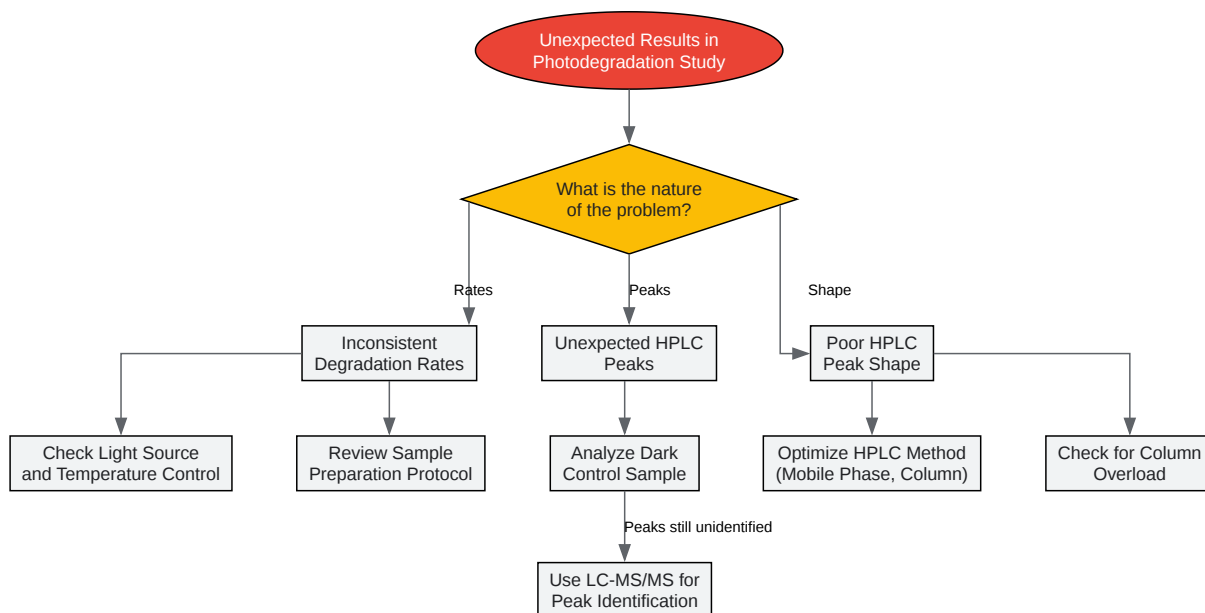 Unexpected Results in
Photodegradation Study
What is the nature
of the problem?
Rates
Peaks
Shape
Inconsistent
Degradation Rates
Unexpected HPLC
Peaks
Poor HPLC
Peak Shape
Check Light Source
and Temperature Control
Review Sample
Preparation Protocol
Analyze Dark
Control Sample
Optimize HPLC Method
(Mobile Phase, Column)
Check for Column
Overload
Peaks still unidentified
Use LC-MS/MS for
Peak Identification